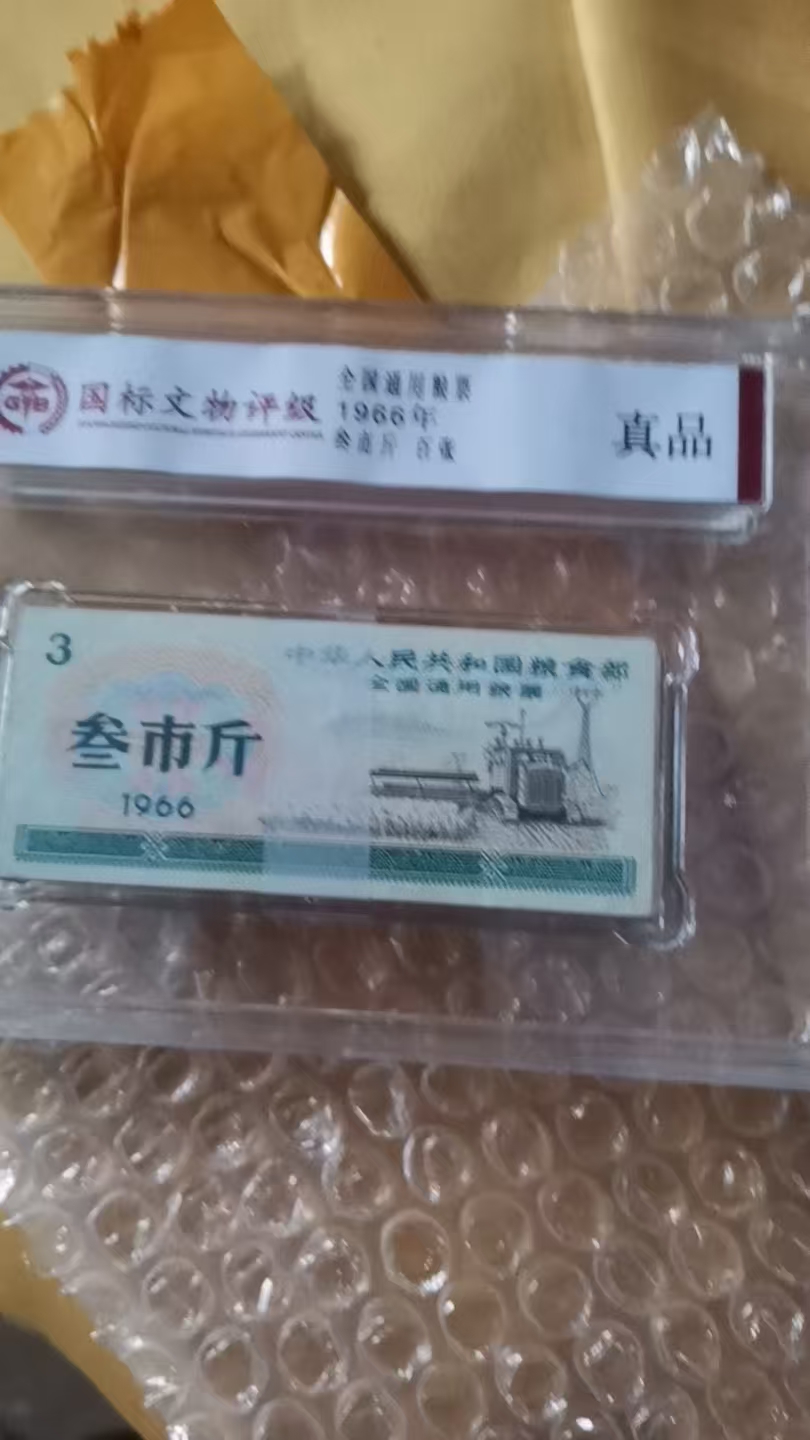 国标文物评级
全国通用粮票
1966年
叁市斤 百张
真品
3
中华人民共和国粮食部
全国通用粮票
叁市斤
1966